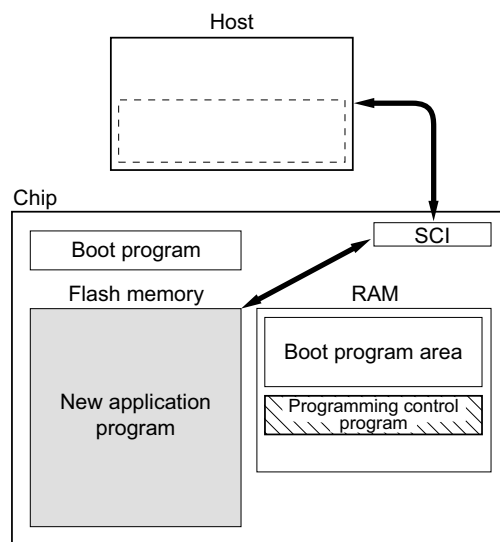 Host
Chip
SCI
Boot program
Flash memory
RAM
Boot program area
Programming control
program
New application
program